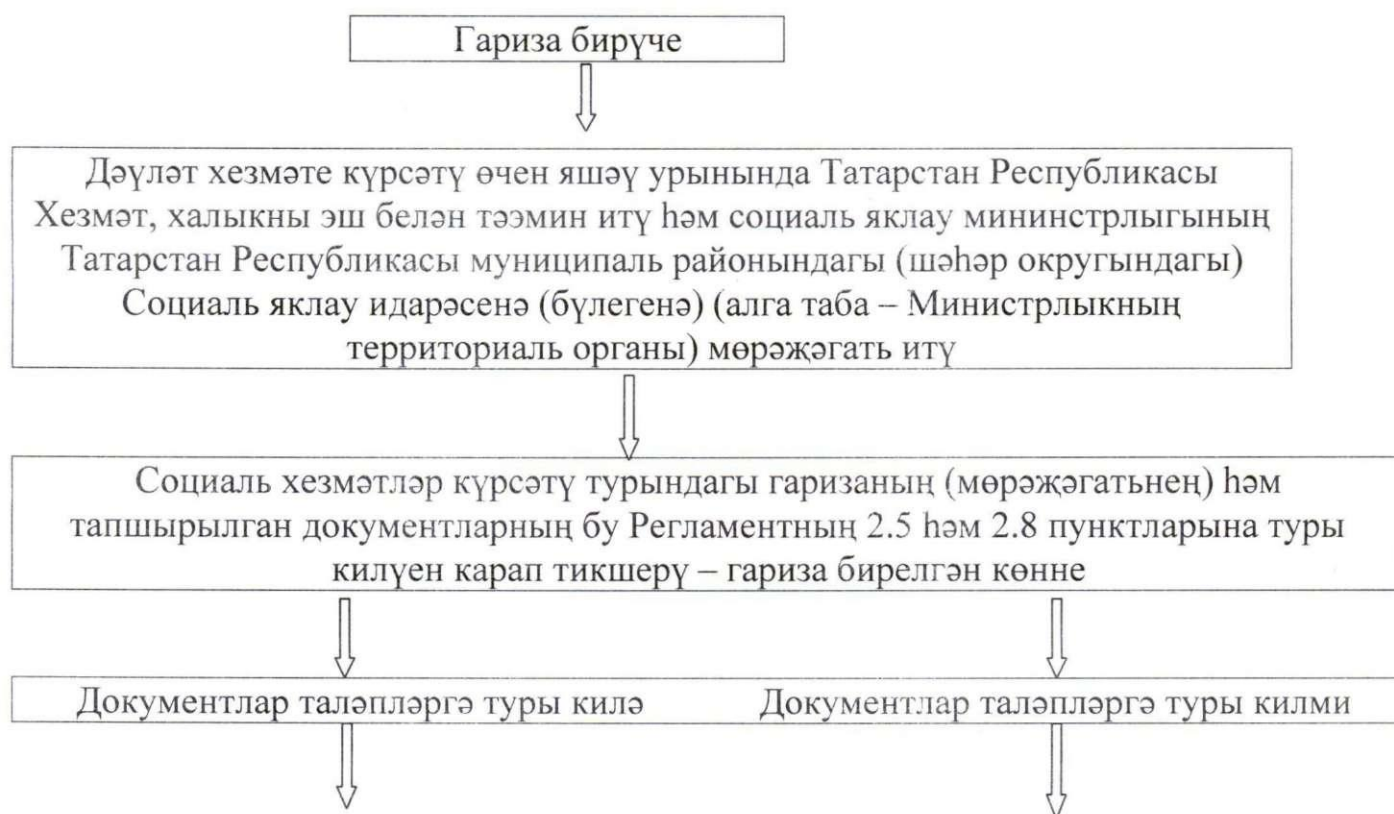 Гариза бирүче
Дәүләт хезмәте күрсәтү өчен яшәү урынында Татарстан Республикасы
Хезмәт, халыкны эш белән тәэмин итү һәм социаль яклау мининстрлыгының
Татарстан Республикасы муниципаль районындагы (шәһәр округындагы)
Социаль яклау идарәсенә (бүлегенә) (алга таба – Министрлыкның
территориаль органы) мөрәҗәгать итү
Социаль хезмәтләр күрсәтү турындагы гаризаның (мөрәҗәгатьнең) һәм
тапшырылган документларның бу Регламентның 2.5 һәм 2.8 пунктларына туры
килүен карап тикшерү – гариза бирелгән көнне
Документлар таләпләргә туры килә Документлар таләпләргә туры килми